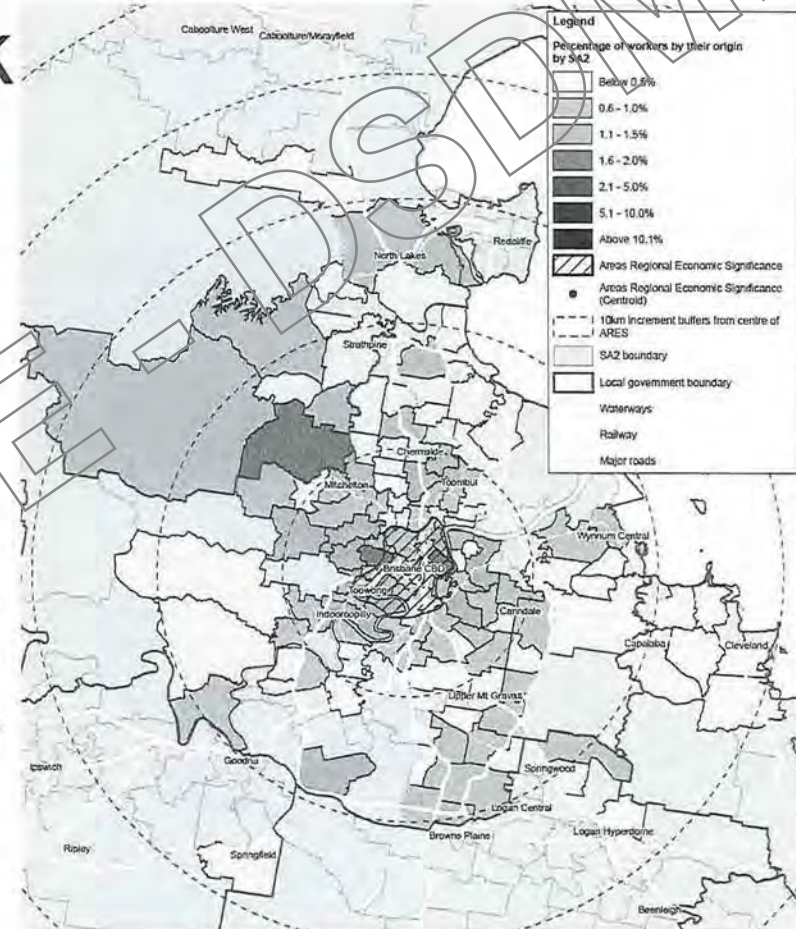 K
Caboolture West
Caboolture/Morayfield
Legend
Percentage of workers by their origin
by SA2
Below 0.5%
0.6 - 1.0%
1.1 - 1.5%
1.6 - 2.0%
2.1 - 5.0%
5.1 - 10.0%
Above 10.1%
Areas Regional Economic Significance
Areas Regional Economic Significance
(Centroid)
10km increment buffers from centre of
ARES
SA2 boundary
Local government boundary
Waterways
Railway
Major roads
Redcliffe
North Lakes
Strathpine
Chermside
Mitchelton
Toombul
Wynnum Central
Brisbane CBD
Toowong
Indooroopilly
Carindale
Capalaba
Cleveland
Upper Mt Gravatt
Goodna
Ipswich
Springwood
Logan Central
Browns Plains
Logan Hyperdome
Ripley
Springfield
Beenleigh
E - DSDM